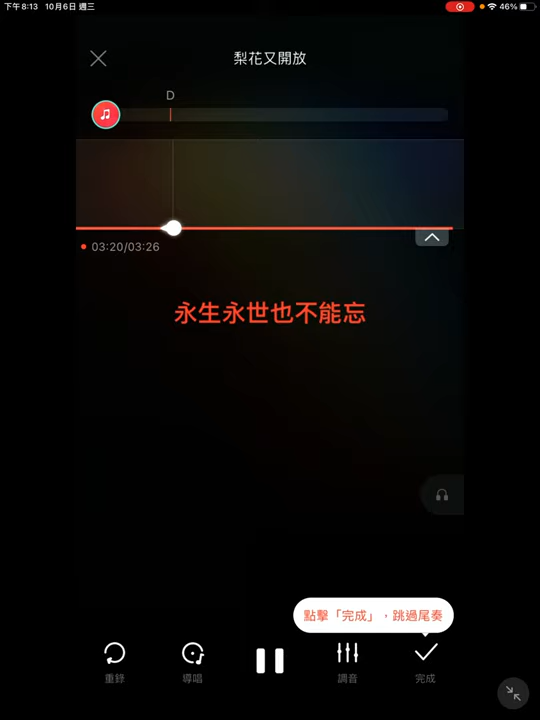 下午8:13 10月6日 週三
46%
梨花又開放
D
03:20/03:26
永生永世也不能忘
點擊「完成」，跳過尾奏
重錄
導唱
調音
完成